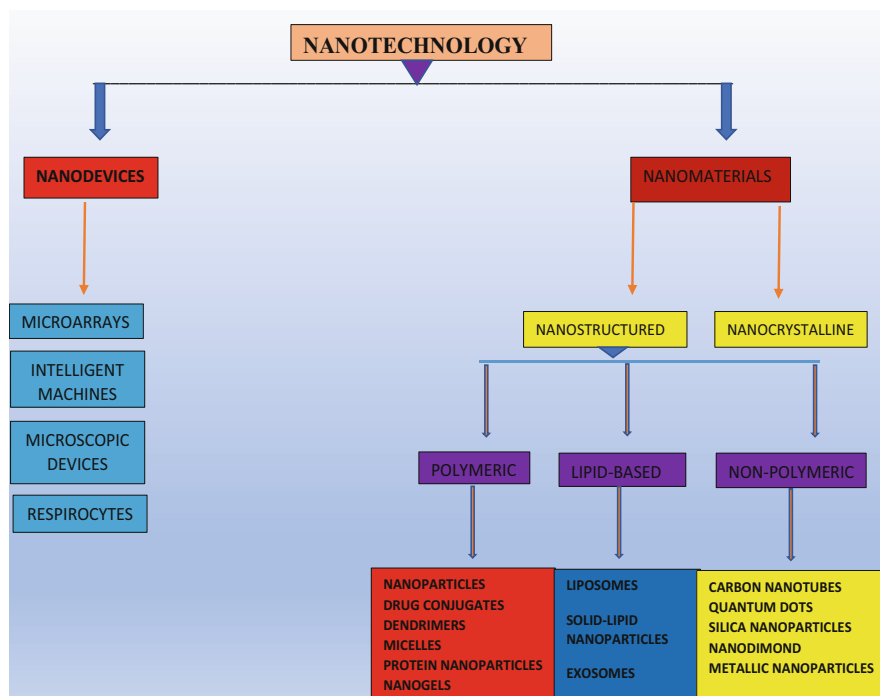 NANOTECHNOLOGY
NANODEVICES
NANOMATERIALS
MICROARRAYS
INTELLIGENT
MACHINES
MICROSCOPIC
DEVICES
RESPIROCYTES
NANOSTRUCTURED
NANOCRYSTALLINE
POLYMERIC
LIPID-BASED
NON-POLYMERIC
NANOPARTICLES
DRUG CONJUGATES
DENDRIMERS
MICELLES
PROTEIN NANOPARTICLES
NANOGELS
LIPOSOMES
SOLID-LIPID
NANOPARTICLES
EXOSOMES
CARBON NANOTUBES
QUANTUM DOTS
SILICA NANOPARTICLES
NANODIMOND
METALLIC NANOPARTICLES